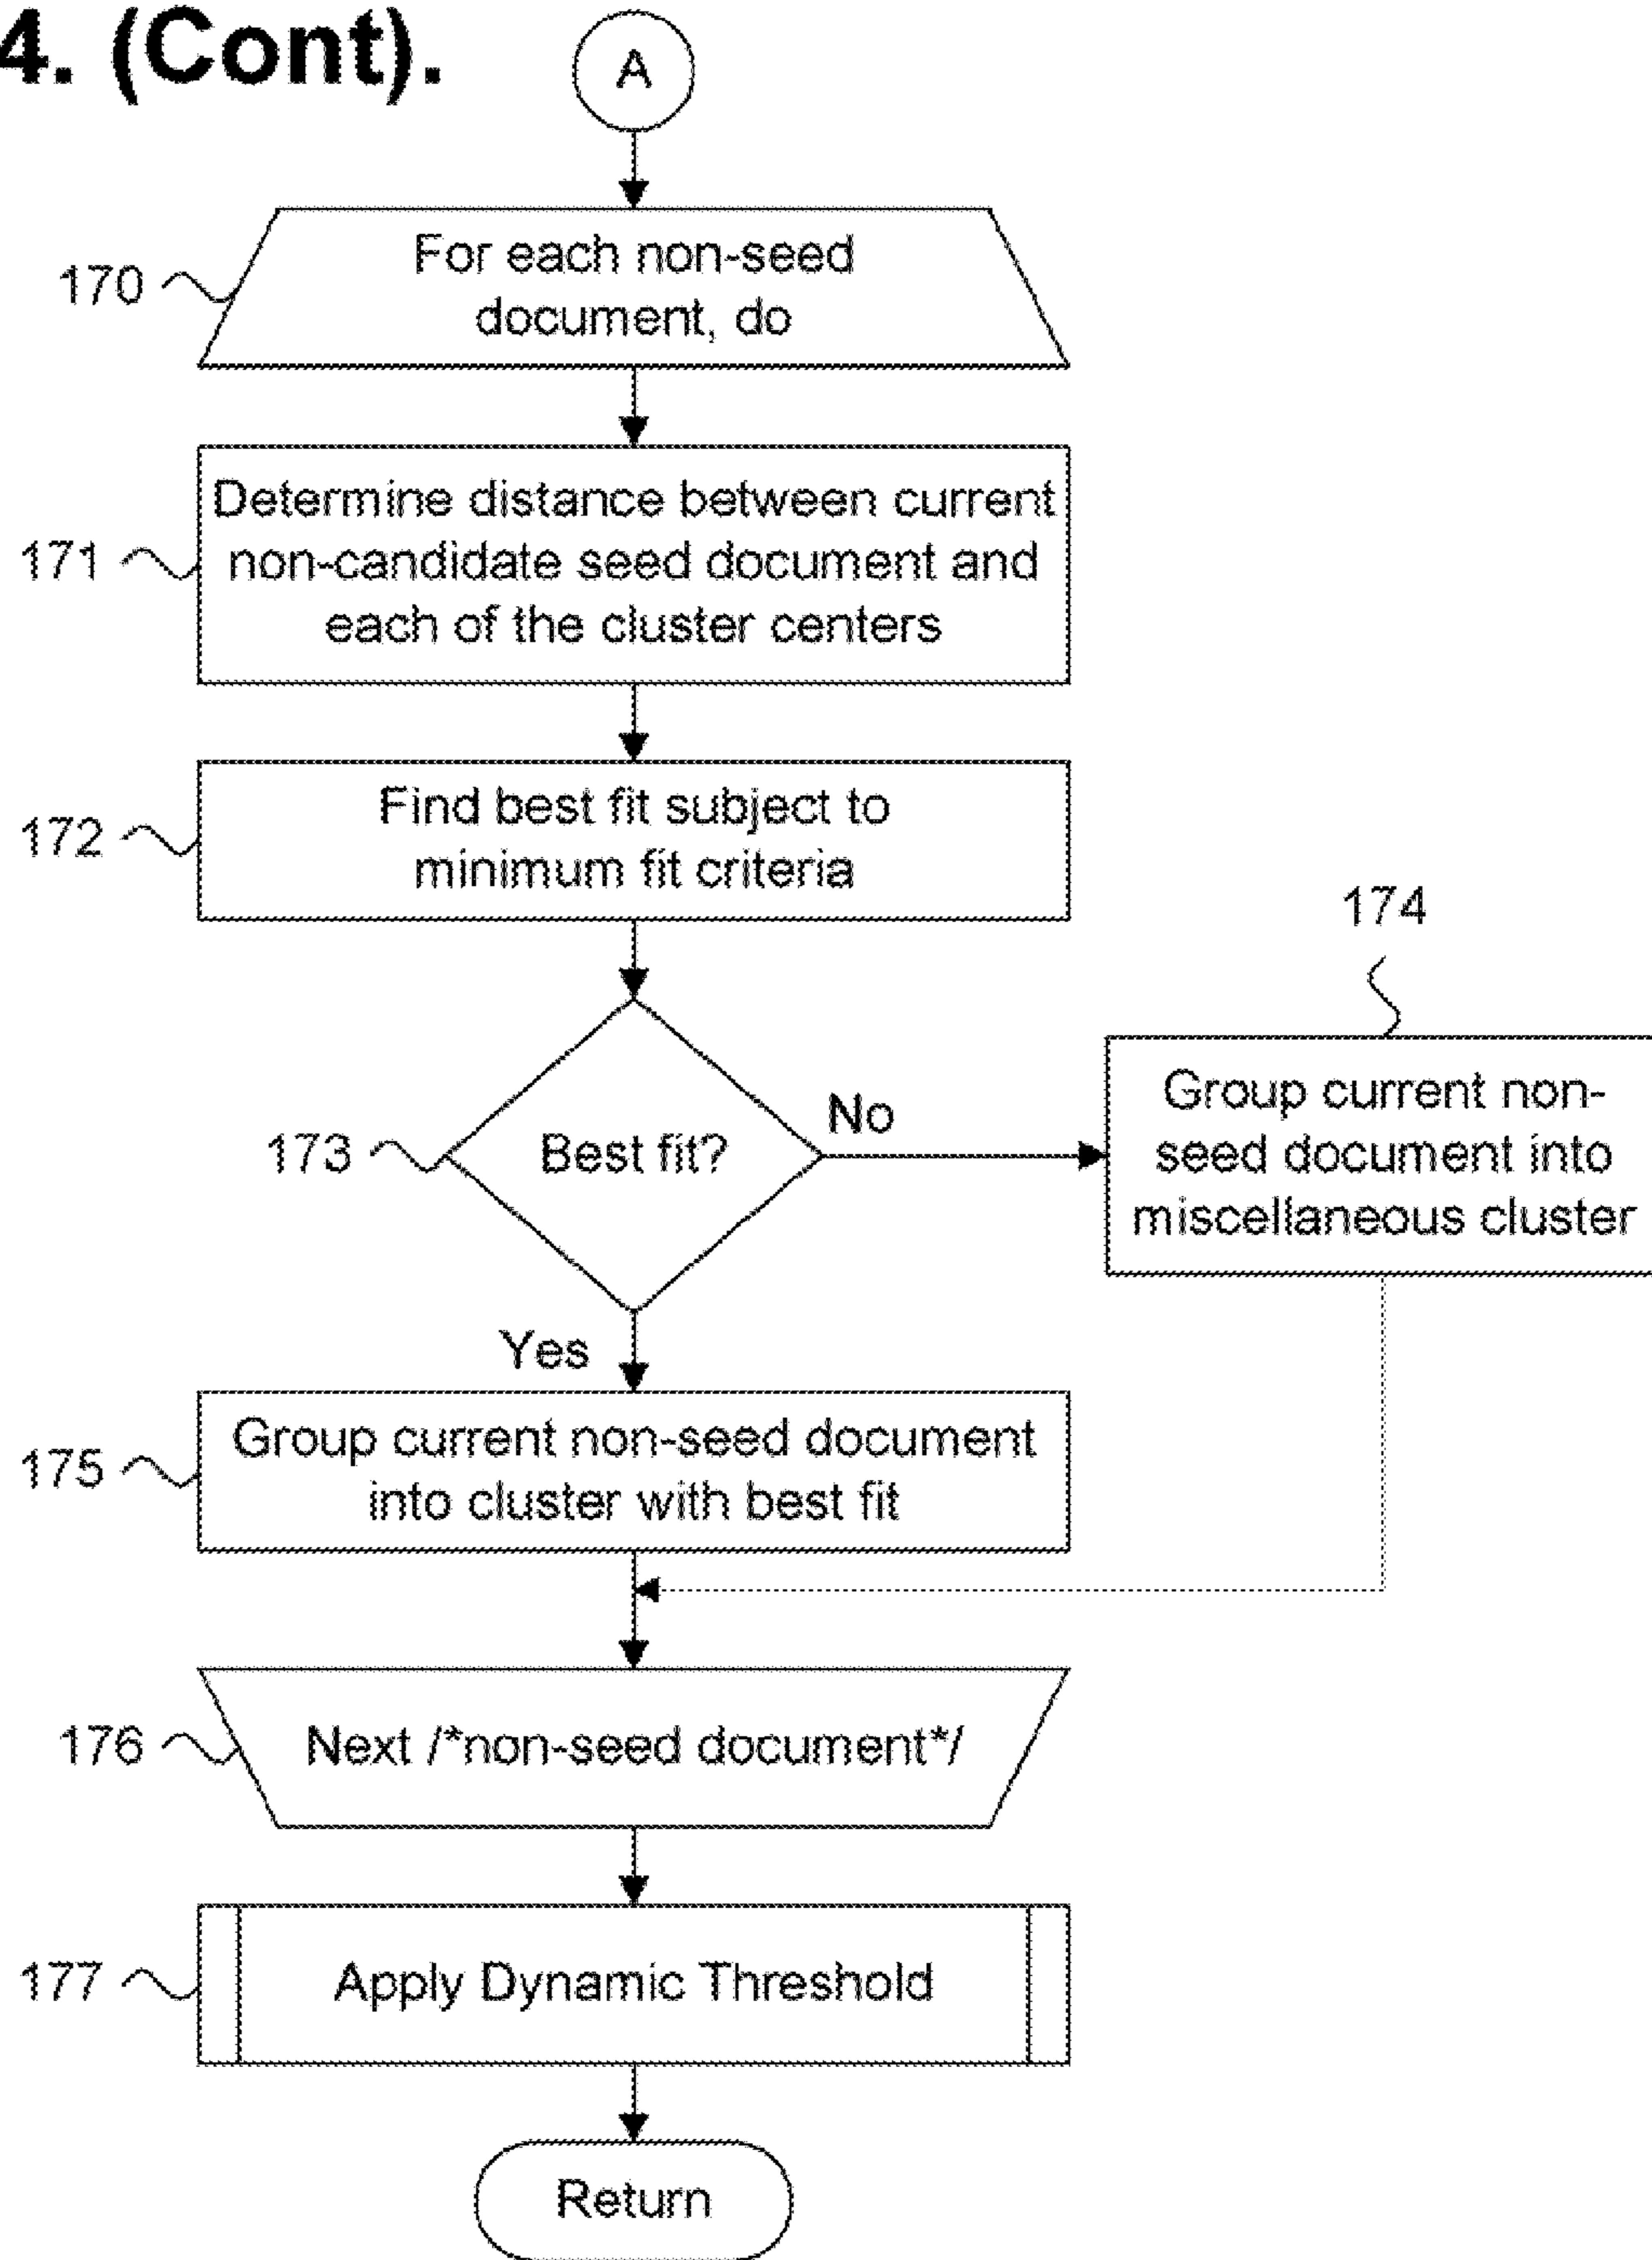 4. (Cont).
A
170
For each non-seed
document, do
171
Determine distance between current
non-candidate seed document and
each of the cluster centers
172
Find best fit subject to
minimum fit criteria
173
Best fit?
No
174
Group current non-
seed document into
miscellaneous cluster
Yes
175
Group current non-seed document
into cluster with best fit
176
Next /*non-seed document*/
177
Apply Dynamic Threshold
Return